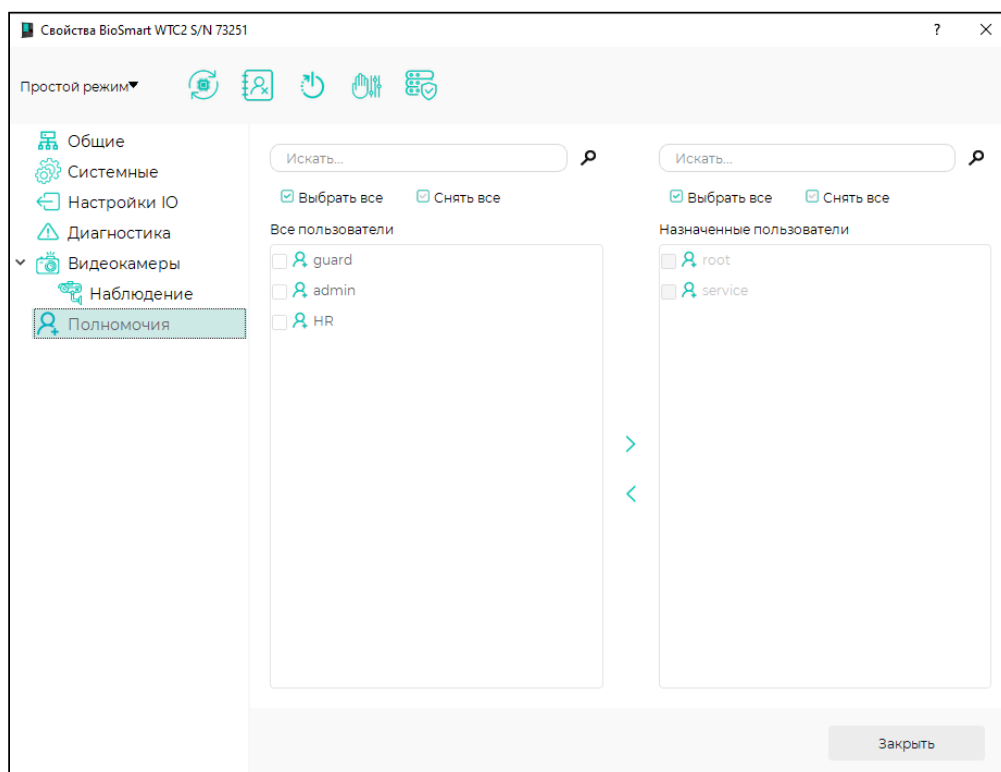 Свойства BioSmart WTC2 S/N 73251
?
Простой режим
Общие
Системные
Настройки IO
Диагностика
Видеокамеры
Наблюдение
Полномочия
Искать...
Выбрать все Снять все
Все пользователи
guard
admin
HR
Искать...
Выбрать все Снять все
Назначенные пользователи
root
service
Закрыть